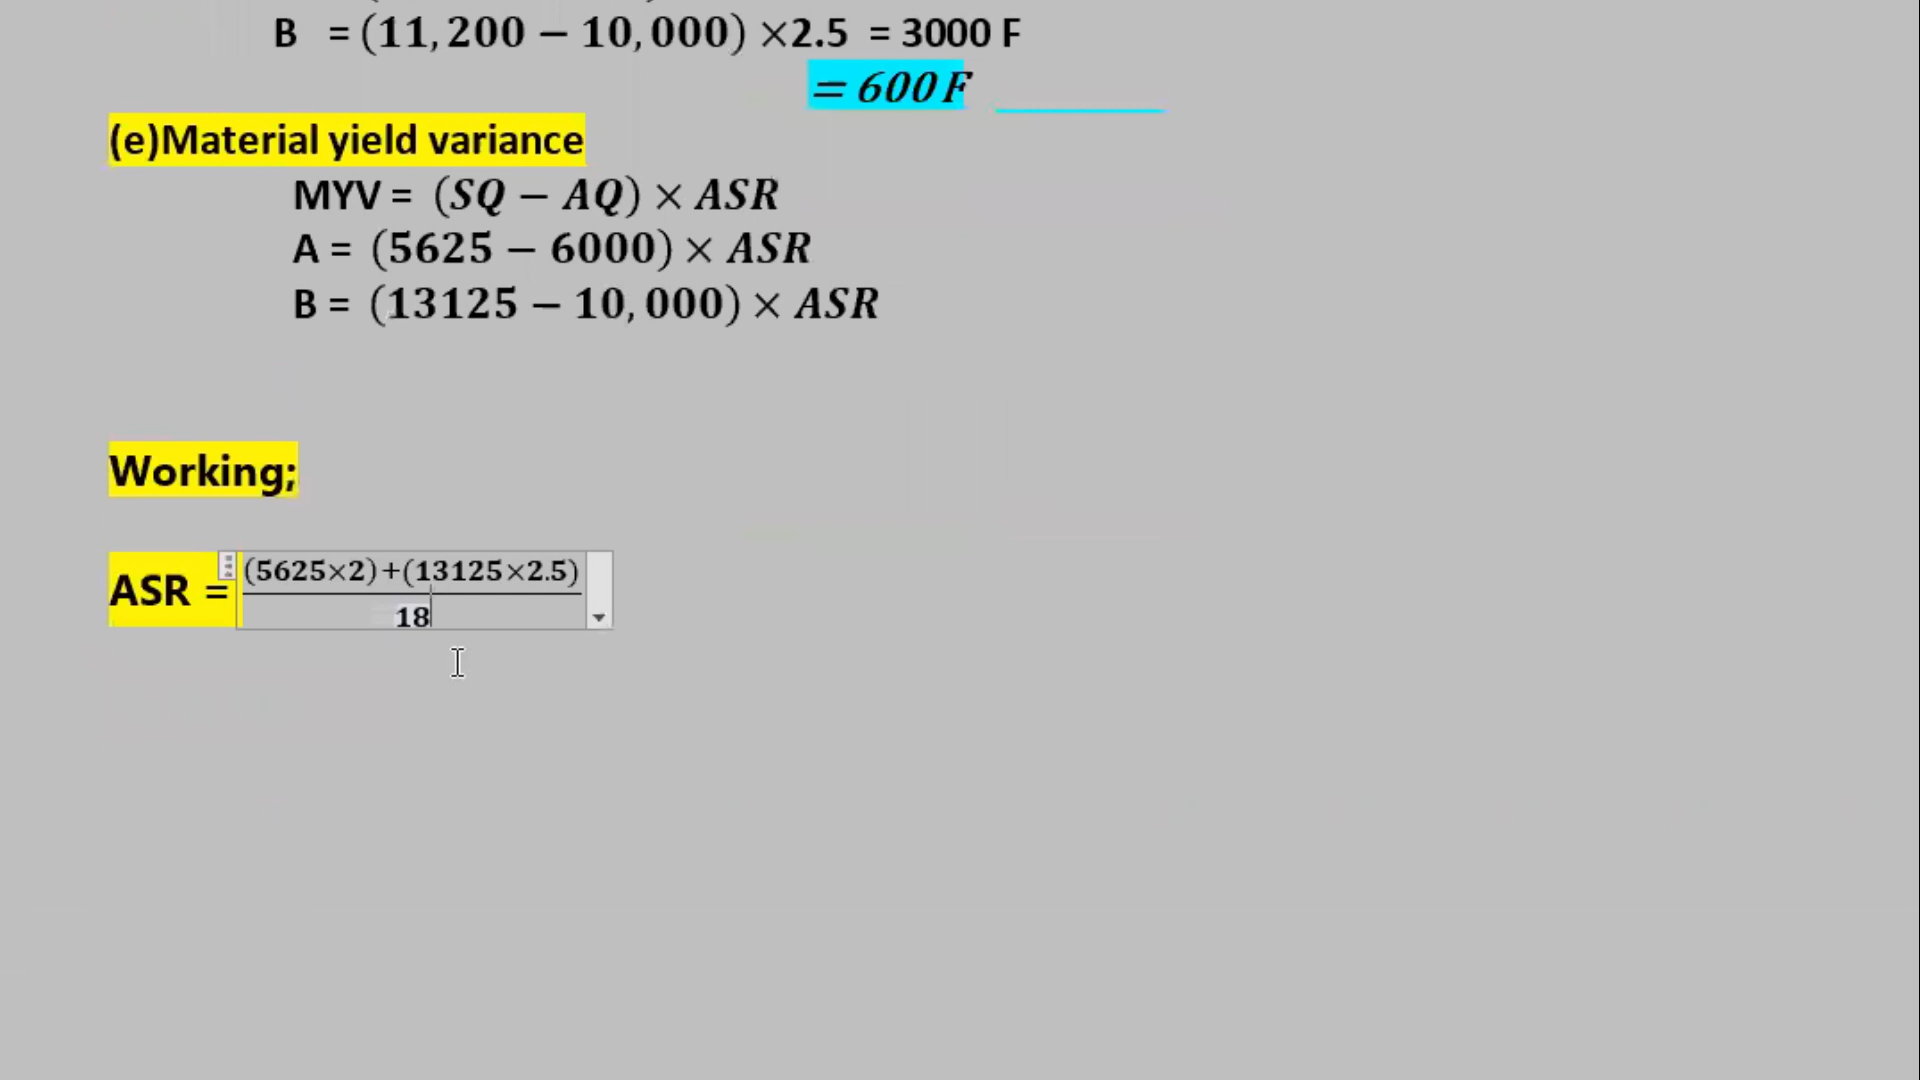 B = (11,200 − 10,000) ×2.5 = 3000 F
= 600 F
(e)Material yield variance
MYV = (SQ − AQ) × ASR
A = (5625 − 6000) × ASR
B = (13125 − 10,000) × ASR
Working;
ASR = (5625×2)+(13125×2.5)
18